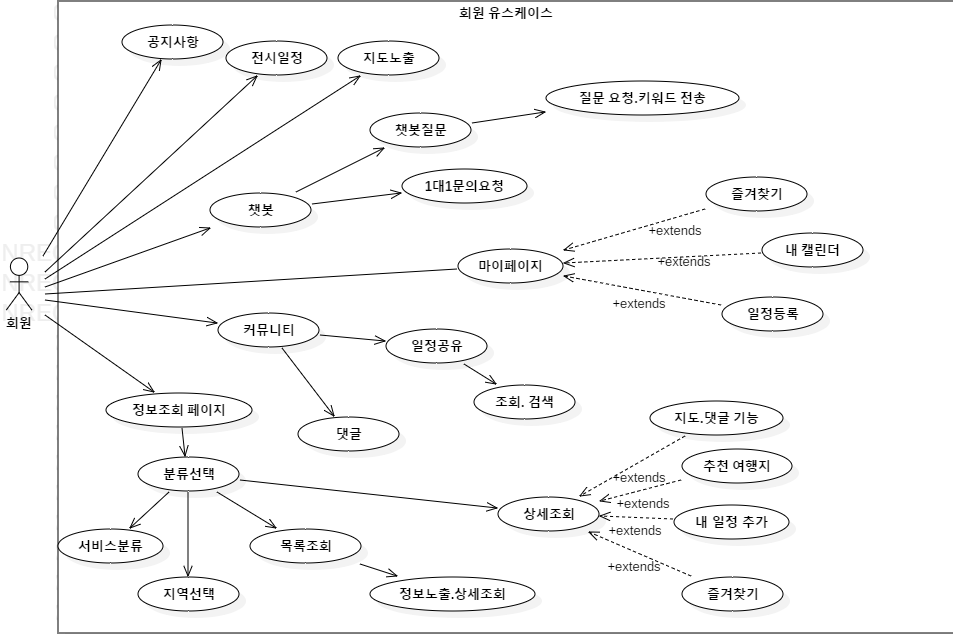 회원 유스케이스
공지사항
전시일정
지도노출
질문 요청.키워드 전송
챗봇질문
1대1문의요청
챗봇
즐겨찾기
+extends
내 캘린더
+extends
마이페이지
+extends
일정등록
회원
커뮤니티
일정공유
조회. 검색
댓글
정보조회 페이지
분류선택
지도.댓글 기능
+extends
추천 여행지
+extends
상세조회
내 일정 추가
+extends
+extends
즐겨찾기
서비스분류
목록조회
지역선택
정보노출.상세조회